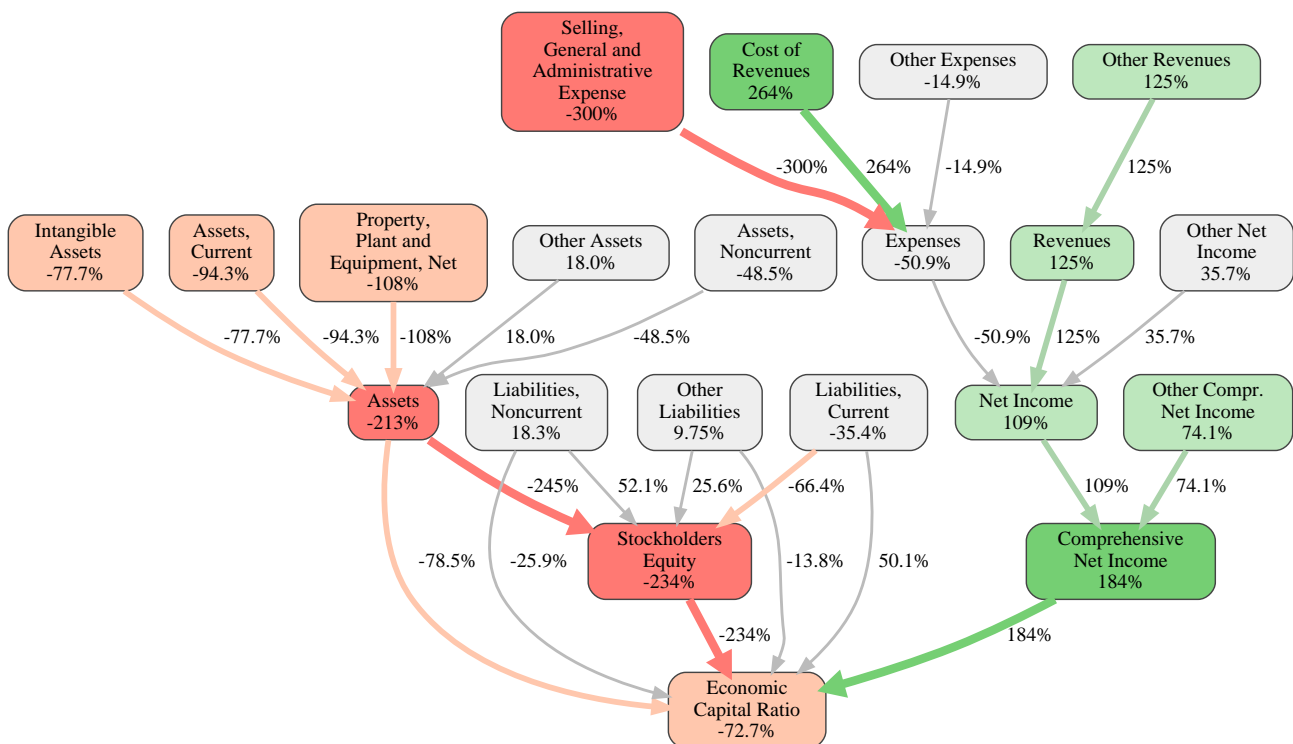 Selling,
General and
Administrative
Expense
-300%
Cost of
Revenues
264%
Other Expenses
-14.9%
Other Revenues
125%
-300%
264%
-14.9%
125%
Intangible
Assets
-77.7%
Assets,
Current
-94.3%
Property,
Plant and
Equipment, Net
-108%
Other Assets
18.0%
Assets,
Noncurrent
-48.5%
Expenses
-50.9%
Revenues
125%
Other Net
Income
35.7%
-77.7%
-94.3%
-108%
18.0%
-48.5%
-50.9%
125%
35.7%
Assets
-213%
Liabilities,
Noncurrent
18.3%
Other
Liabilities
9.75%
Liabilities,
Current
-35.4%
Net Income
109%
Other Compr.
Net Income
74.1%
-245%
52.1%
25.6%
-66.4%
109%
74.1%
-78.5%
-25.9%
Stockholders
Equity
-234%
-13.8%
50.1%
Comprehensive
Net Income
184%
-234%
184%
Economic
Capital Ratio
-72.7%